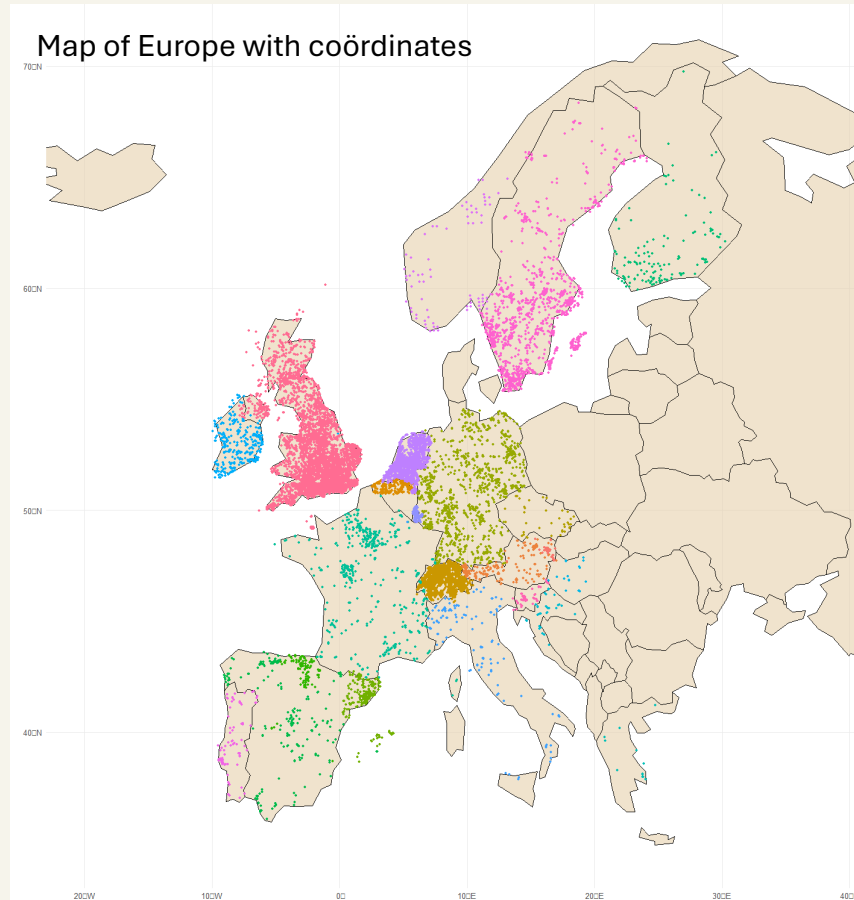 Map of Europe with coördinates
70□N
60□N
50□N
40□N
20□W
10□W
0□
10□E
20□E
30□E
40□